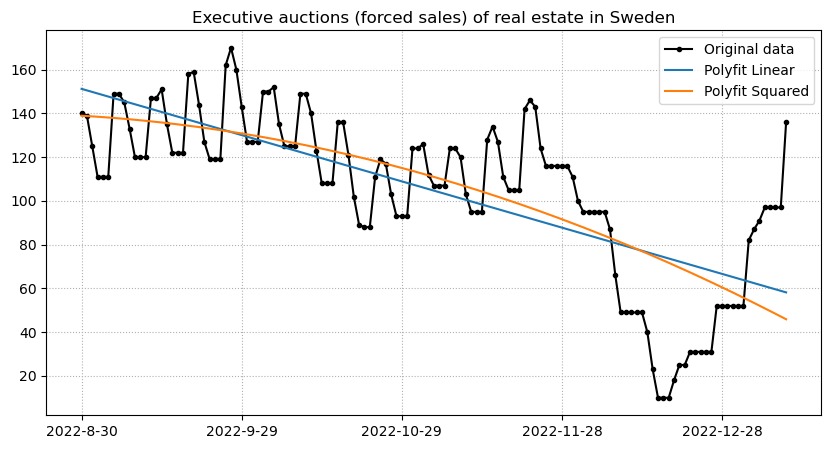 Executive auctions (forced sales) of real estate in Sweden
Original data
Polyfit Linear
Polyfit Squared
160
140
120
100
80
60
40
20
2022-8-30 2022-9-29 2022-10-29 2022-11-28 2022-12-28